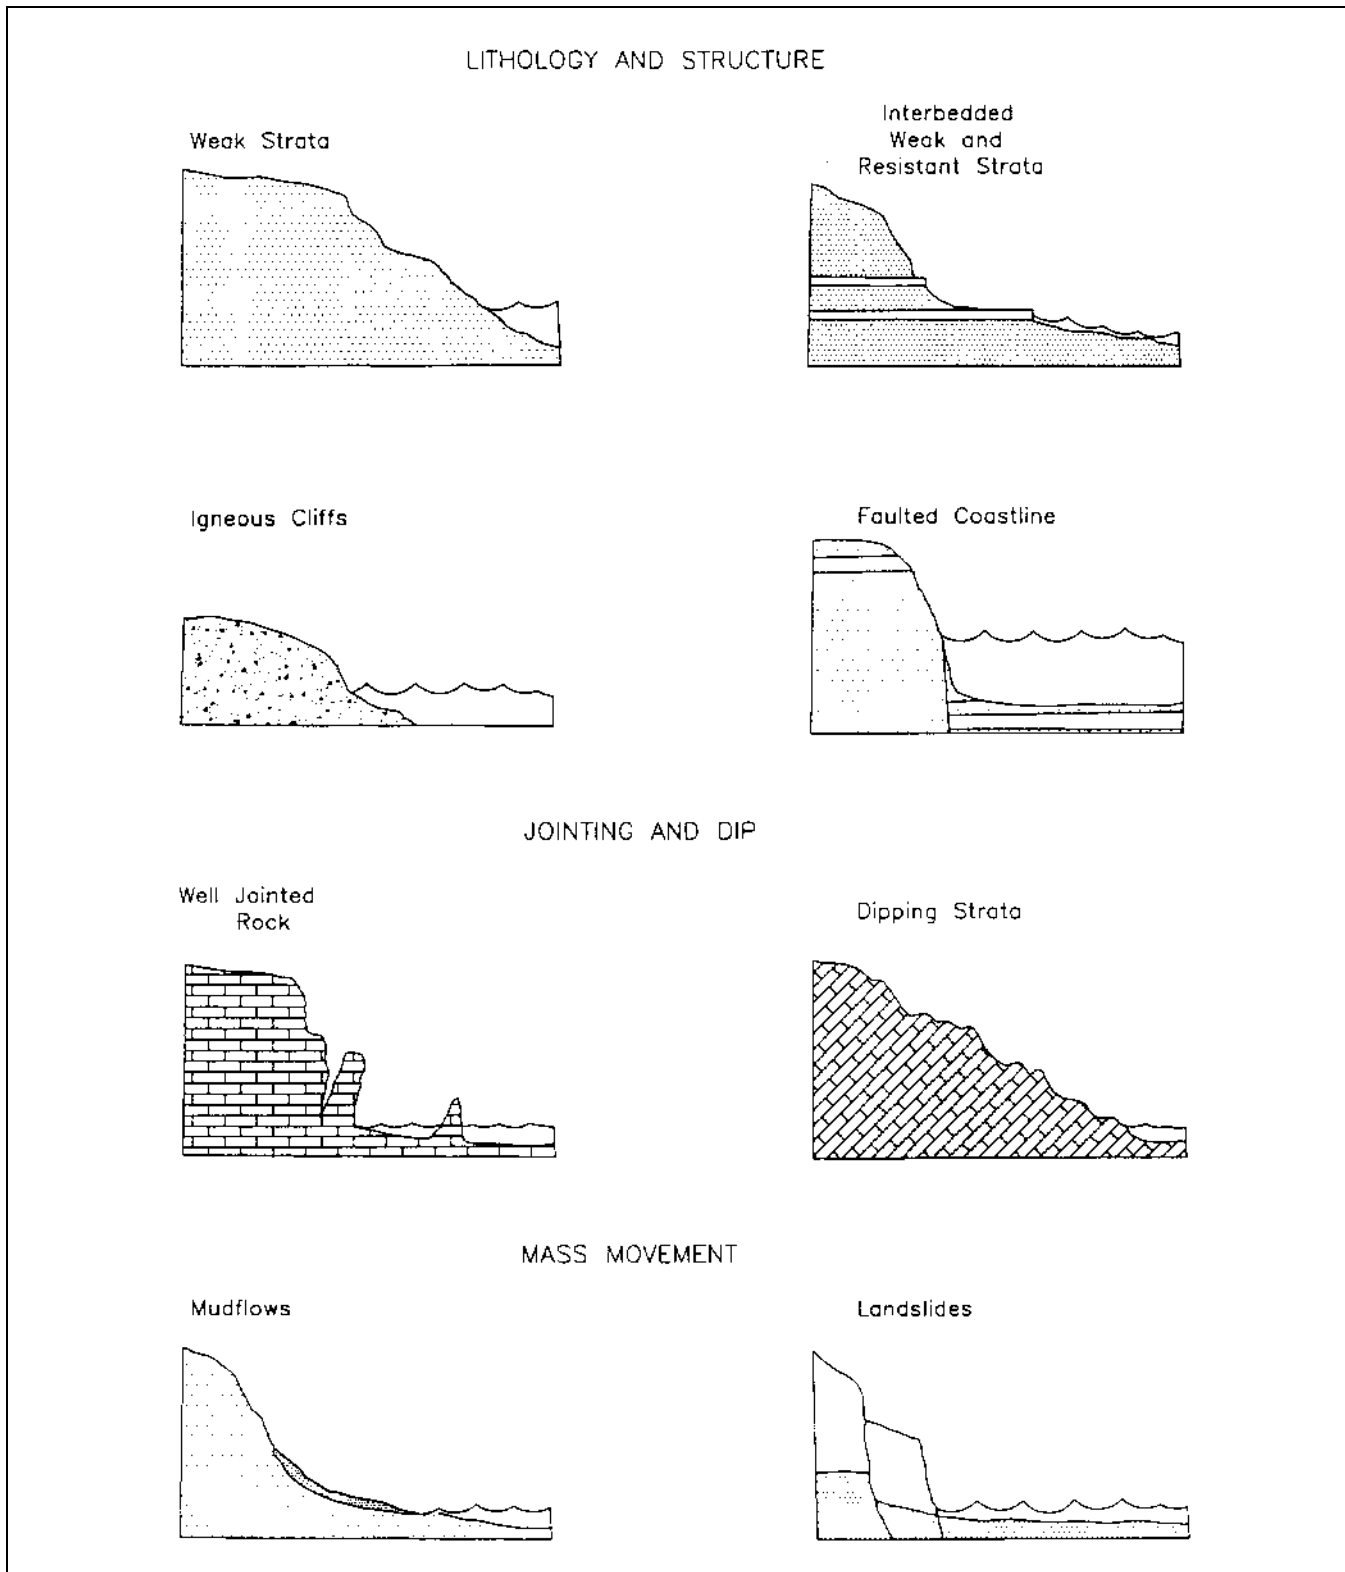 LITHOLOGY AND STRUCTURE
Weak Strata
Interbedded
Weak and
Resistant Strata
Igneous Cliffs
Faulted Coastline
JOINTING AND DIP
Well Jointed
Rock
Dipping Strata
MASS MOVEMENT
Mudflows
Landslides